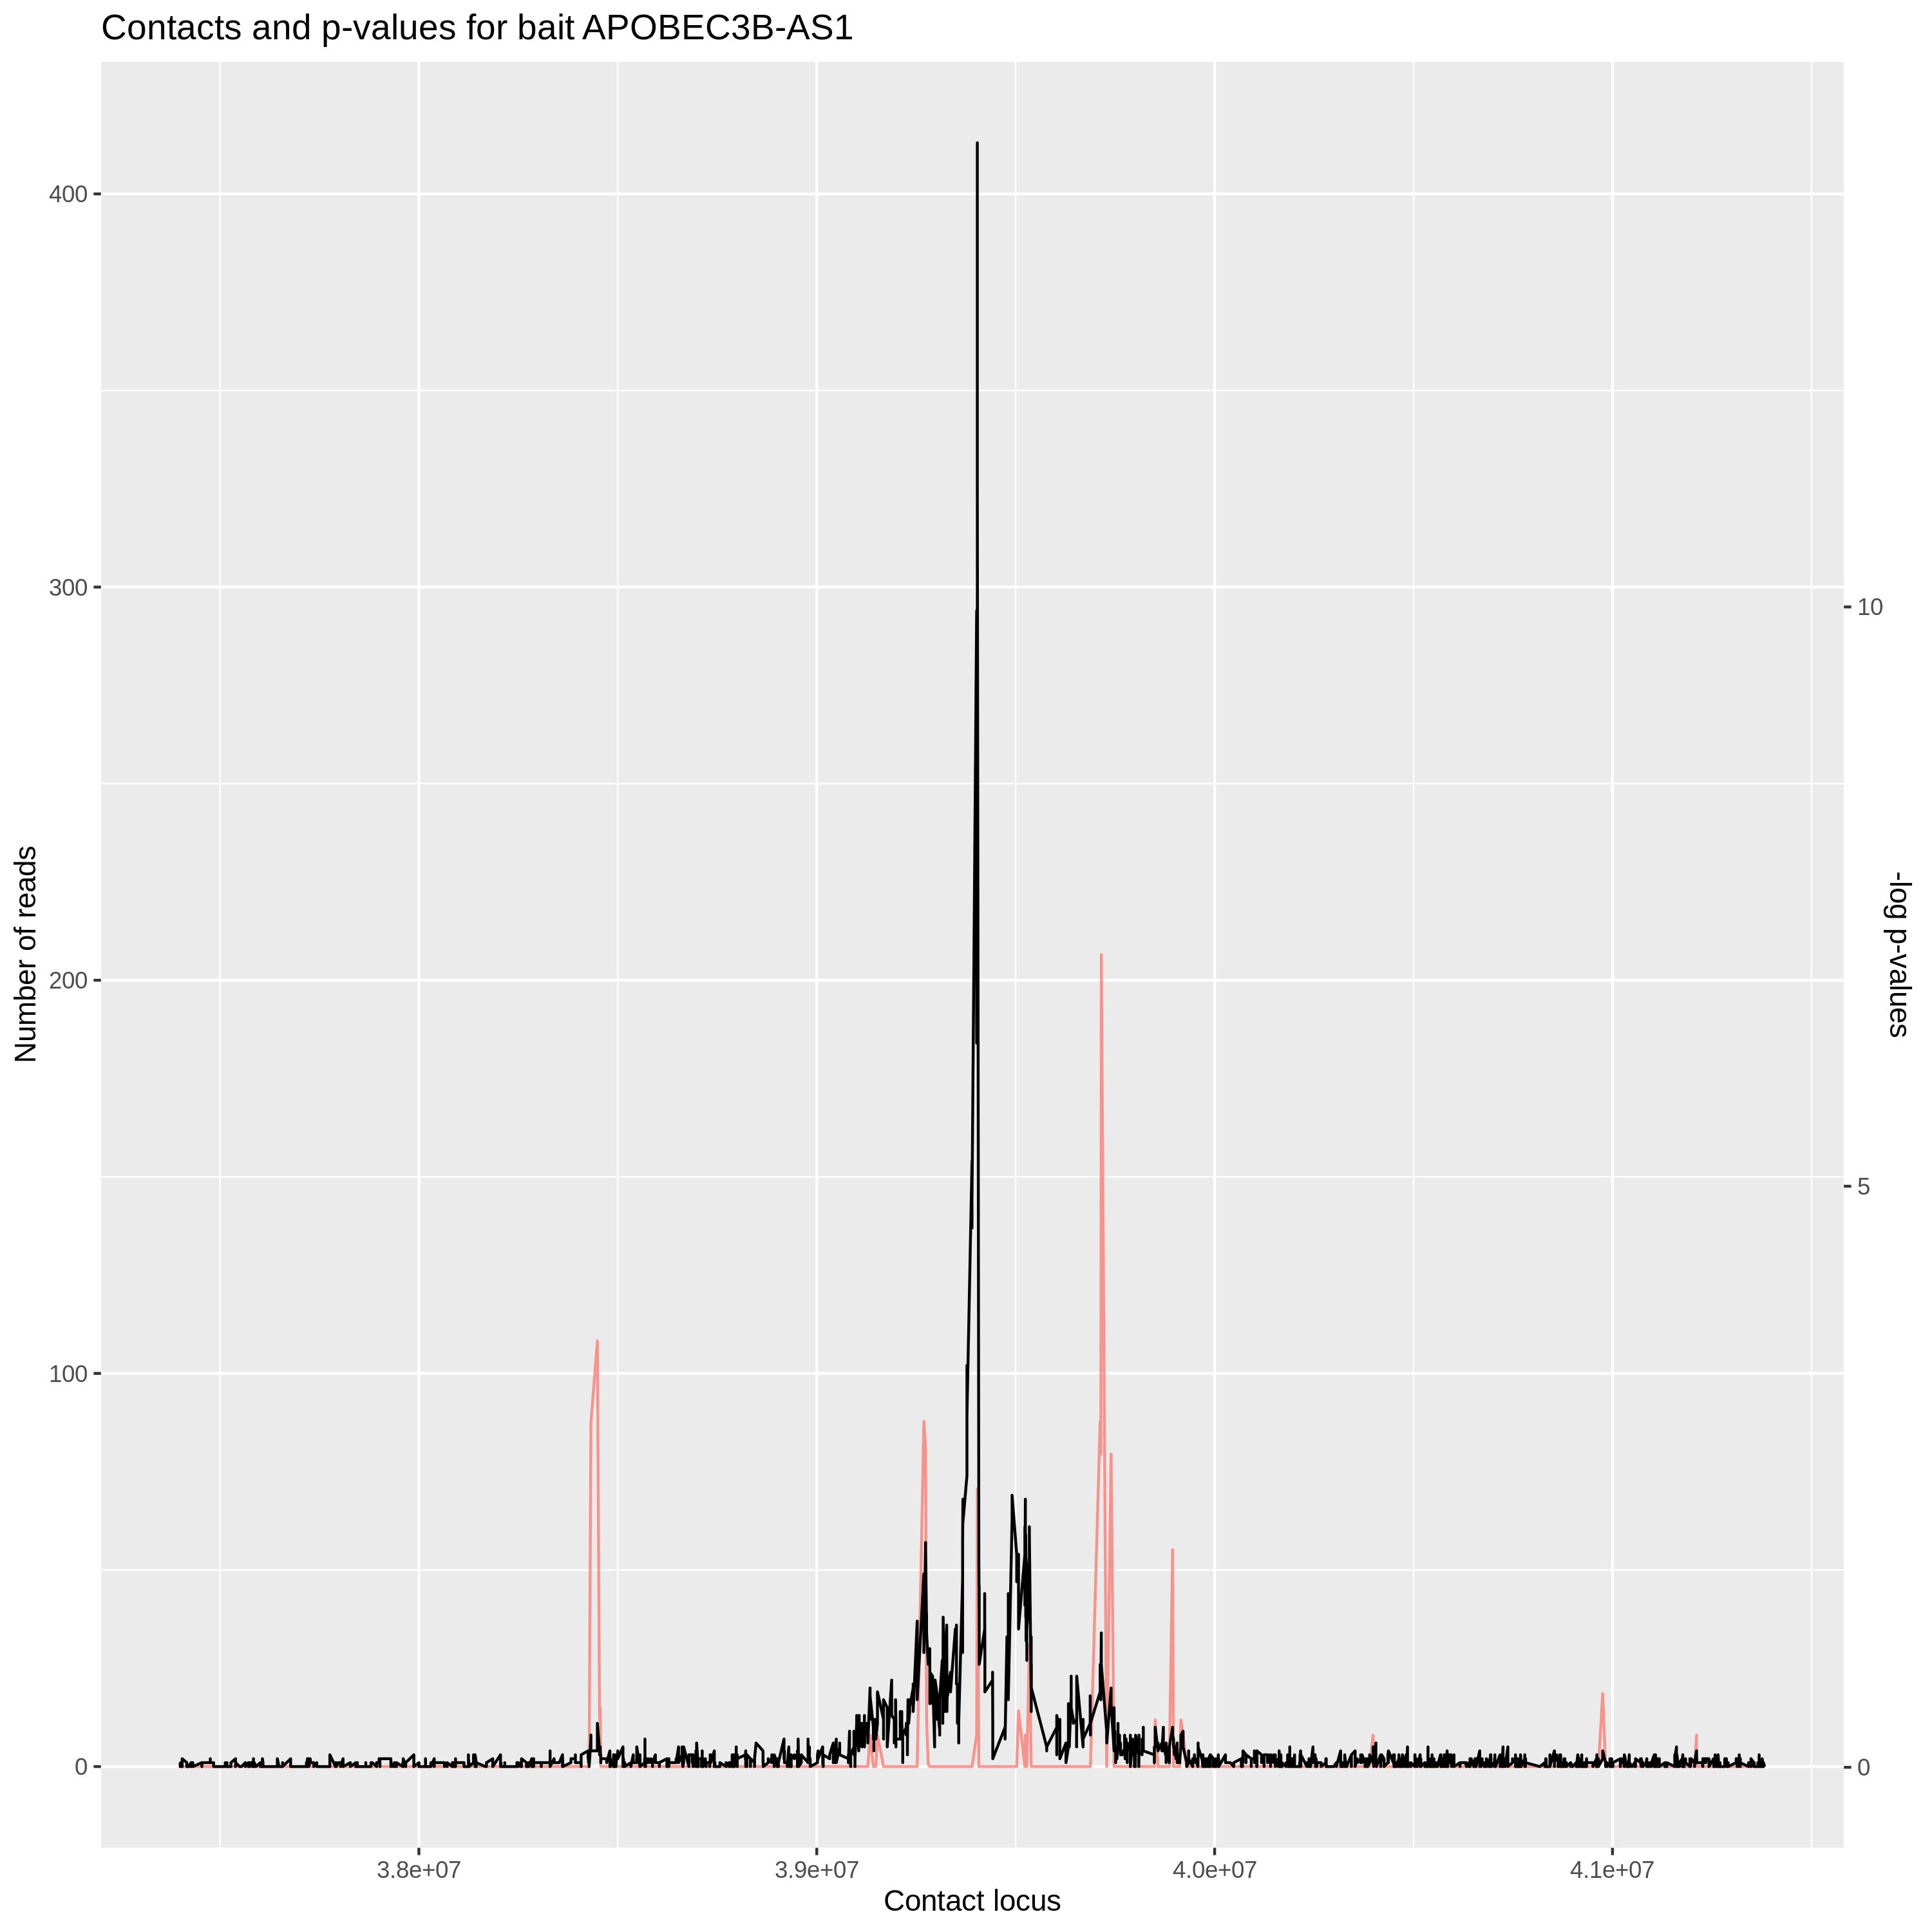 Contacts and p-values for bait APOBEC3B-AS1
400
300
200
100
0
10
5
0
Number of reads
-log p-values
3.8e+07
3.9e+07
4.0e+07
4.1e+07
Contact locus